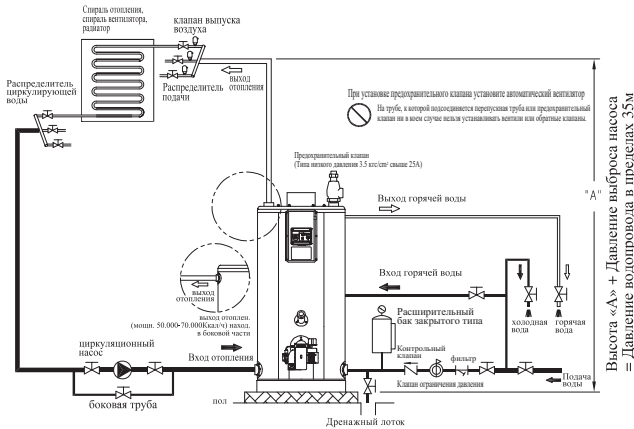 Спираль отопления,
спираль вентилятора,
радиатор
клапан выпуска
воздуха
Распределитель
циркулирующей
воды
Распределитель
подачи
выход
отопления
При установке предохранительного клапана установите автоматический вентилятор
На трубе, к которой подсоединяется перепускная труба или предохранительный
клапан ни в коем случае нельзя устанавливать вентили или обратные клапаны.
Предохранительный клапан
(Типа низкого давления 3.5 кгс/cm² свыше 25А)
Выход горячей воды
"A"
Высота «А» + Давление выброса насоса
= Давление водопровода в пределах 35м
Вход горячей воды
выход
отопления
выход отоплен.
(мощн. 50.000-70.000Ккал/ч) наход.
в боковой части
Расширительный
бак закрытого типа
холодная
вода
горячая
вода
циркуляционный
насос
Вход отопления
Контрольный
клапан
фильтр
Клапан ограничения давления
Подача
воды
боковая труба
пол
Дренажный лоток